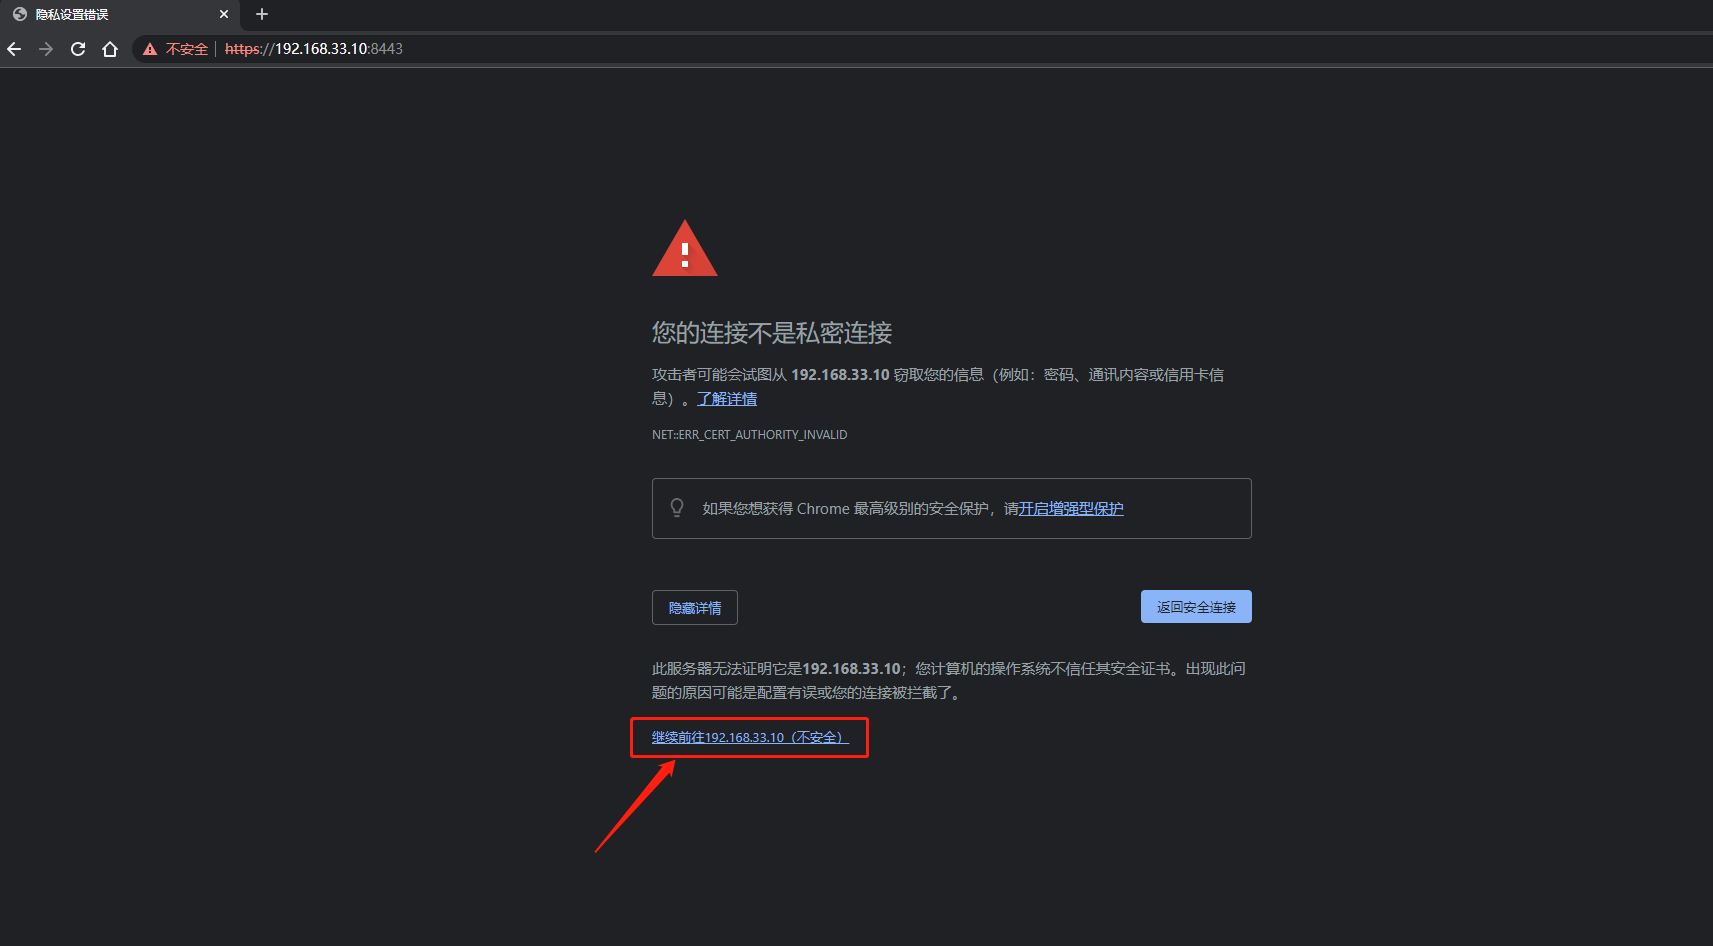 隐私设置错误
不安全 https://192.168.33.10:8443
您的连接不是私密连接
攻击者可能会试图从 192.168.33.10 窃取您的信息（例如：密码、通讯内容或信用卡信
息）。了解详情
NET::ERR_CERT_AUTHORITY_INVALID
如果您想获得 Chrome 最高级别的安全保护，请开启增强型保护
隐藏详情
返回安全连接
此服务器无法证明它是192.168.33.10；您计算机的操作系统不信任其安全证书。出现此问
题的原因可能是配置有误或您的连接被拦截了。
继续前往192.168.33.10（不安全）